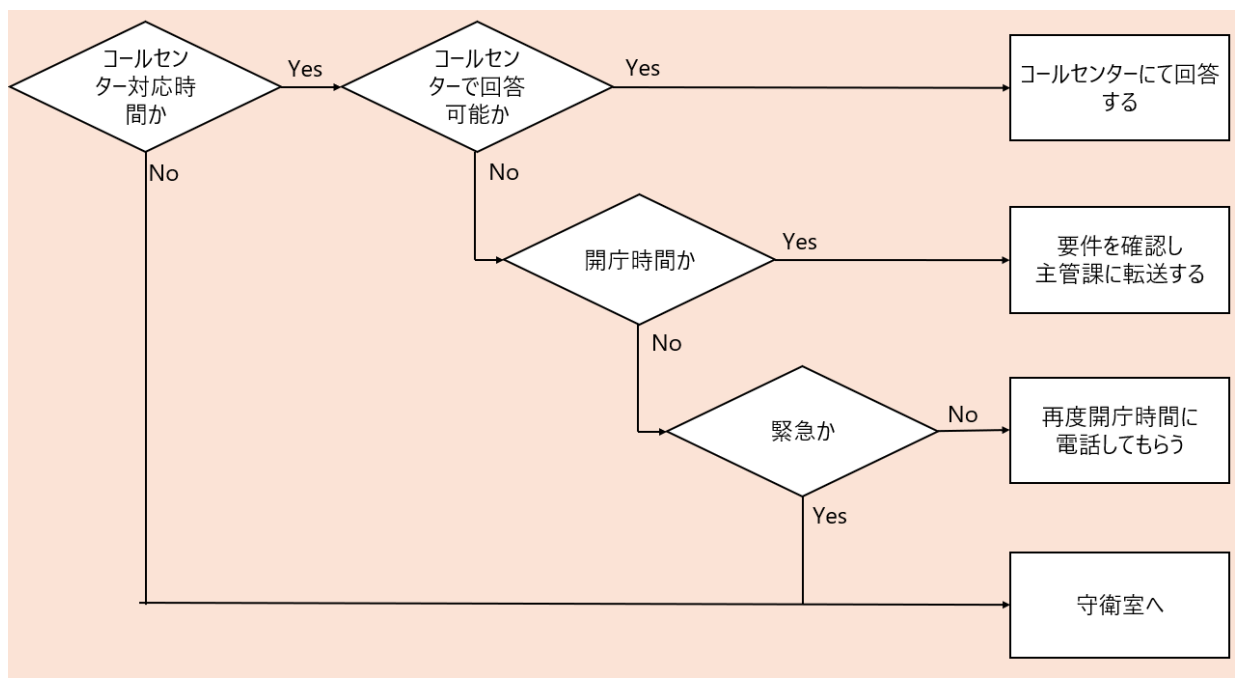 コールセン
ター対応時
間か
Yes
コールセン
ターで回答
可能か
Yes
コールセンターにて回答
する
No
No
開庁時間か
Yes
要件を確認し
主管課に転送する
No
緊急か
No
再度開庁時間に
電話してもらう
Yes
守衛室へ